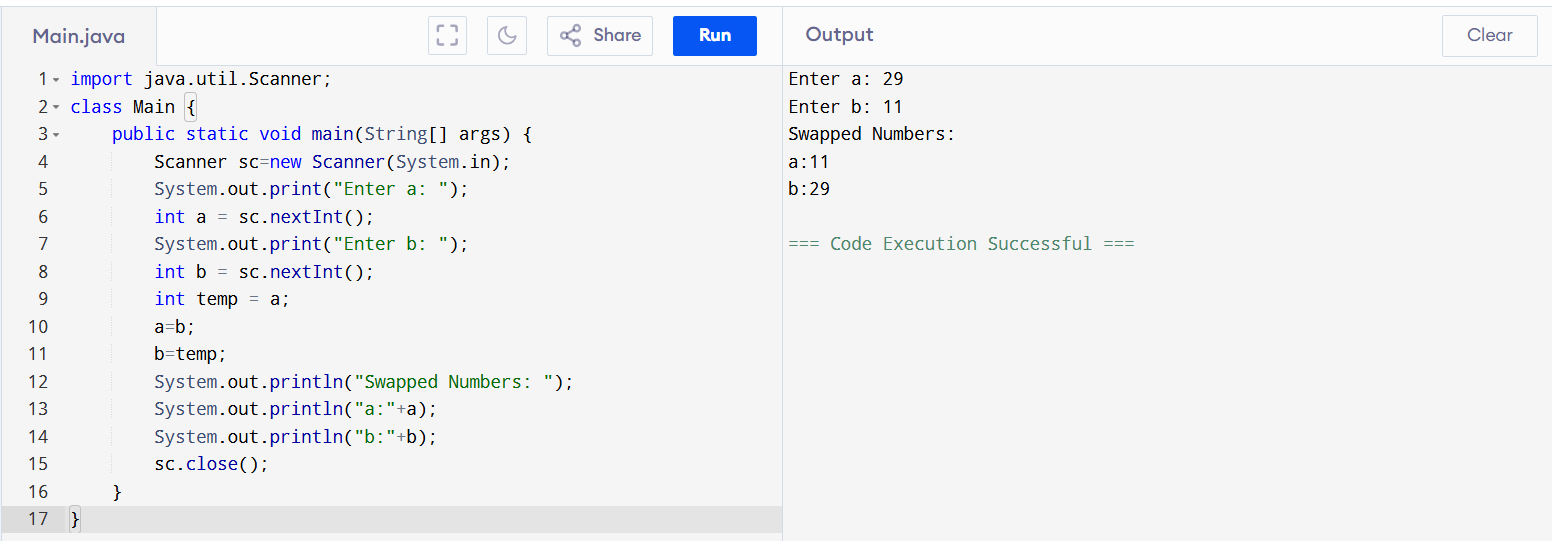 Main.java
Share
Run
Output
Clear
1 import java.util.Scanner;
2 class Main {
3     public static void main(String[] args) {
4         Scanner sc=new Scanner(System.in);
5         System.out.print("Enter a: ");
6         int a = sc.nextInt();
7         System.out.print("Enter b: ");
8         int b = sc.nextInt();
9         int temp = a;
10         a=b;
11         b=temp;
12         System.out.println("Swapped Numbers: ");
13         System.out.println("a:"+a);
14         System.out.println("b:"+b);
15         sc.close();
16     }
17 }
Enter a: 29
Enter b: 11
Swapped Numbers:
a:11
b:29
=== Code Execution Successful ===